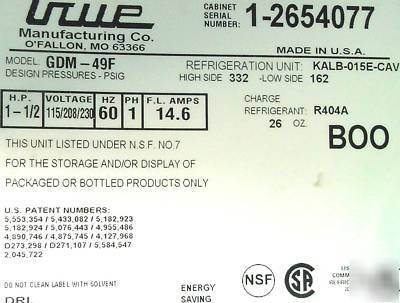 True
Manufacturing Co.
O'FALLON, MO 63366
CABINET
SERIAL
NUMBER:
1-2654077
MADE IN U.S.A.
MODEL: GDM - 49F
DESIGN PRESSURES - PSIG
REFRIGERATION UNIT: KALB-015E-CAV
HIGH SIDE 332 LOW SIDE 162
H.P. VOLTAGE HZ PH F.L. AMPS
1 - 1/2 115/208/230 60 1 14.6
CHARGE
REFRIGERANT: R404A
26 OZ.
BOO
THIS UNIT LISTED UNDER N.S.F. NO.7
FOR THE STORAGE AND/OR DISPLAY OF
PACKAGED OR BOTTLED PRODUCTS ONLY
U.S. PATENT NUMBERS:
5,553,354 / 5,433,082 / 5,182,923
5,182,924 / 5,076,443 / 4,955,486
4,890,746 / 4,875,745 / 4,127,968
D273,298 / D271,107 / 5,584,547
2,045,722
DO NOT CLEAN LABEL WITH SOLVENT
DRL
ENERGY
SAVING
NSF
SA